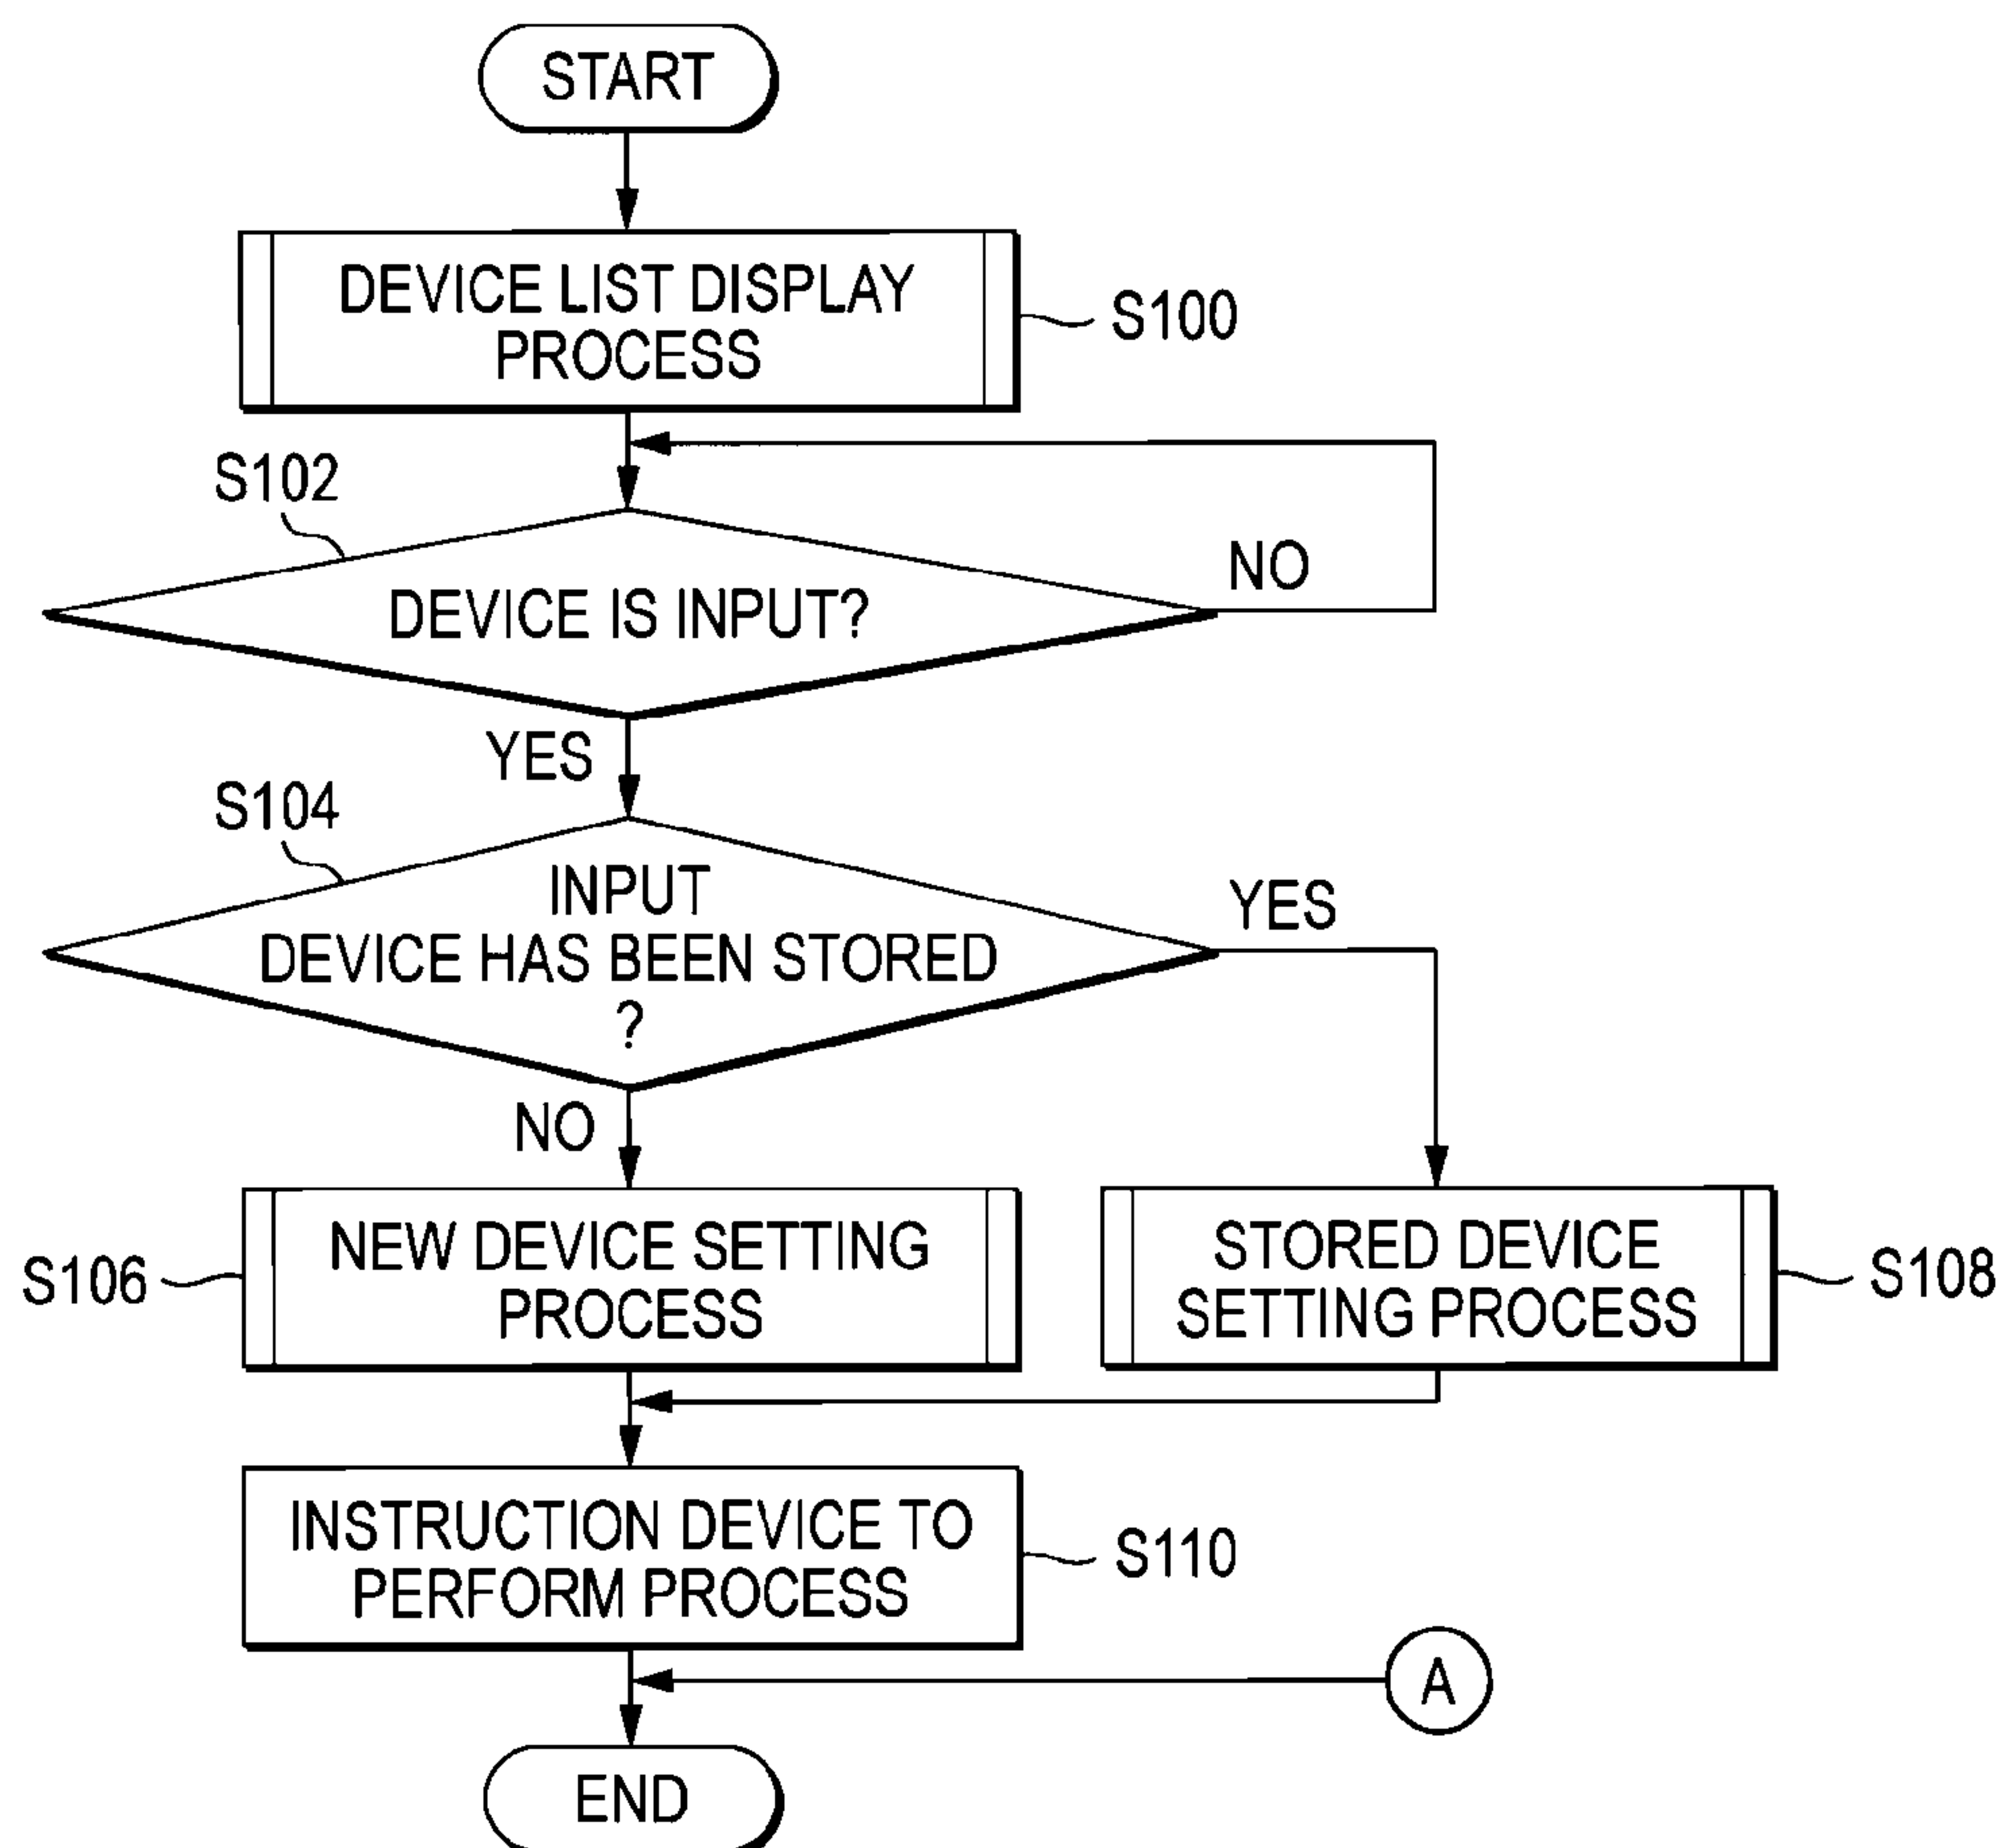 START
DEVICE LIST DISPLAY
PROCESS
S100
S102
DEVICE IS INPUT?
NO
YES
S104
INPUT
DEVICE HAS BEEN STORED
?
YES
NO
S106
NEW DEVICE SETTING
PROCESS
STORED DEVICE
SETTING PROCESS
S108
INSTRUCTION DEVICE TO
PERFORM PROCESS
S110
A
END